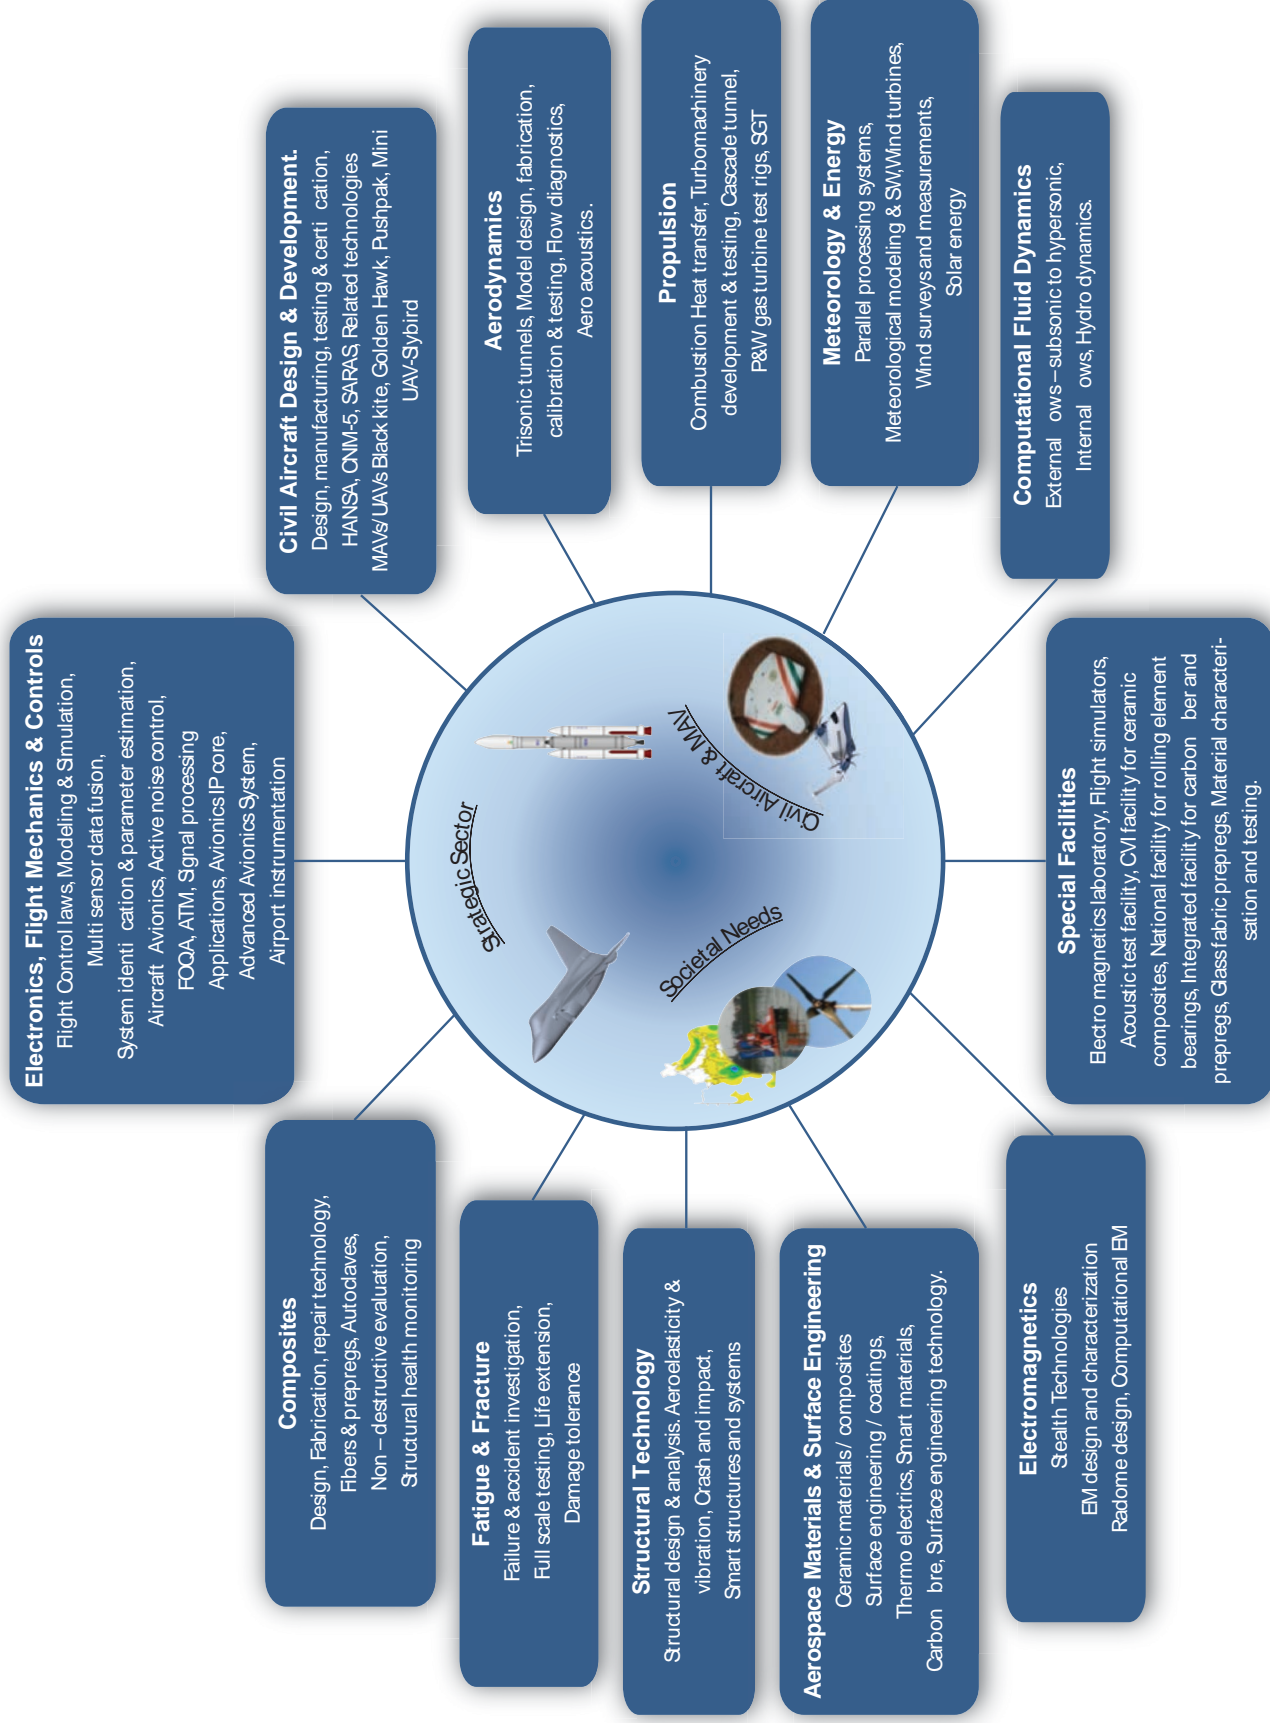 Electronics, Flight Mechanics & Controls
Flight Control laws, Modeling & Simulation,
Multi sensor data fusion,
System identi cation & parameter estimation,
Aircraft Avionics, Active noise control,
FOQA, ATM, Signal processing
Applications, Avionics IP core,
Advanced Avionics System,
Airport instrumentation
Civil Aircraft Design & Development.
Design, manufacturing, testing & certi cation,
HANSA, CNM-5, SARAS, Related technologies
MAVs/UAVs Black kite, Golden Hawk, Pushpak, Mini
UAV-Slybird
Aerodynamics
Trisonic tunnels, Model design, fabrication,
calibration & testing, Flow diagnostics,
Aero acoustics.
Propulsion
Combustion Heat transfer, Turbomachinery
development & testing, Cascade tunnel,
P&W gas turbine test rigs, SGT
Meteorology & Energy
Parallel processing systems,
Meteorological modeling & SW,Wind turbines,
Wind surveys and measurements,
Solar energy
Computational Fluid Dynamics
External ows – subsonic to hypersonic,
Internal ows, Hydro dynamics.
Special Facilities
Electro magnetics laboratory, Flight simulators,
Acoustic test facility, CVI facility for ceramic
composites, National facility for rolling element
bearings, Integrated facility for carbon ber and
prepregs, Glass fabric prepregs, Material characteri-
sation and testing.
Electromagnetics
Stealth Technologies
EM design and characterization
Radome design, Computational EM
Aerospace Materials & Surface Engineering
Ceramic materials / composites
Surface engineering / coatings,
Thermo electrics, Smart materials,
Carbon bre, Surface engineering technology.
Structural Technology
Structural design & analysis. Aeroelasticity &
vibration, Crash and impact,
Smart structures and systems
Fatigue & Fracture
Failure & accident investigation,
Full scale testing, Life extension,
Damage tolerance
Composites
Design, Fabrication, repair technology,
Fibers & prepregs, Autoclaves,
Non – destructive evaluation,
Structural health monitoring
Strategic Sector
Civil Aircraft & MAV
Societal Needs